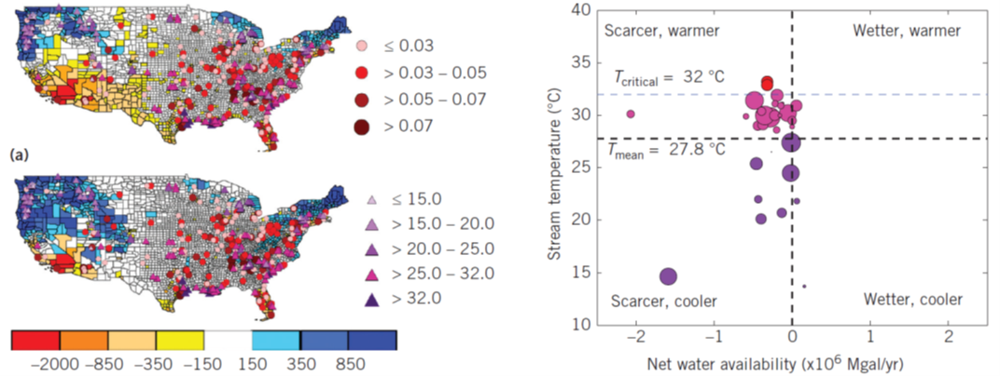 ≤ 0.03
> 0.03 – 0.05
> 0.05 – 0.07
> 0.07
(a)
≤ 15.0
> 15.0 – 20.0
> 20.0 – 25.0
> 25.0 – 32.0
> 32.0
–2000 –850 –350 –150 150 350 850
40
35
30
25
20
15
10
Stream temperature (°C)
Scarcer, warmer
Wetter, warmer
Tcritical = 32 °C
Tmean = 27.8 °C
Scarcer, cooler
Wetter, cooler
–2 –1 0 1 2
Net water availability (x10⁶ Mgal/yr)